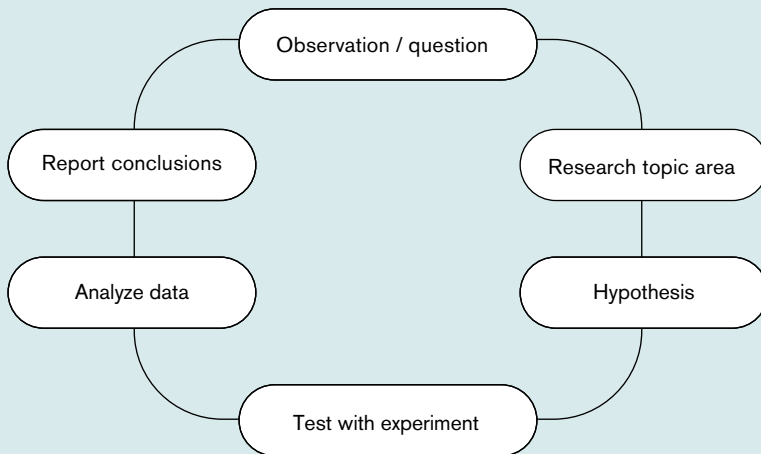 Observation / question
Report conclusions
Research topic area
Analyze data
Hypothesis
Test with experiment